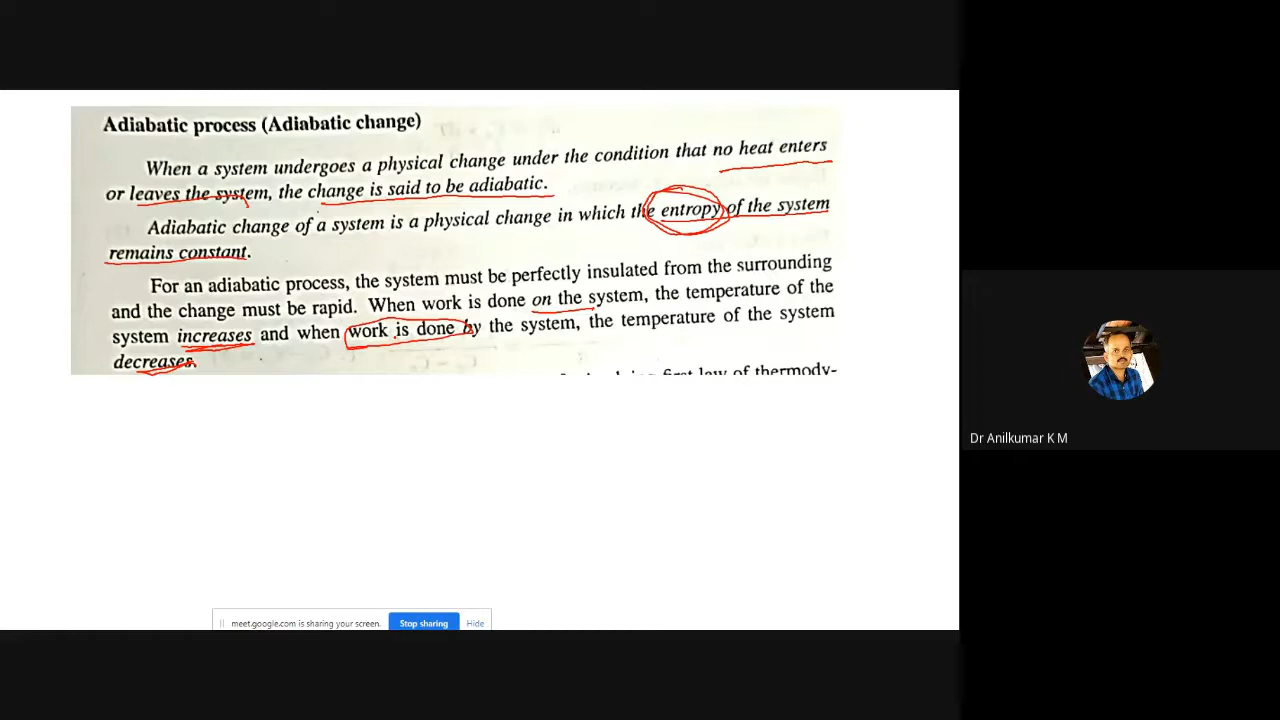 Adiabatic process (Adiabatic change)
When a system undergoes a physical change under the condition that no heat enters
or leaves the system, the change is said to be adiabatic.
Adiabatic change of a system is a physical change in which the entropy of the system
remains constant.
For an adiabatic process, the system must be perfectly insulated from the surrounding
and the change must be rapid. When work is done on the system, the temperature of the
system increases and when work is done by the system, the temperature of the system
decreases.
first law of thermody-
Dr Anilkumar K M
meet.google.com is sharing your screen. Stop sharing Hide